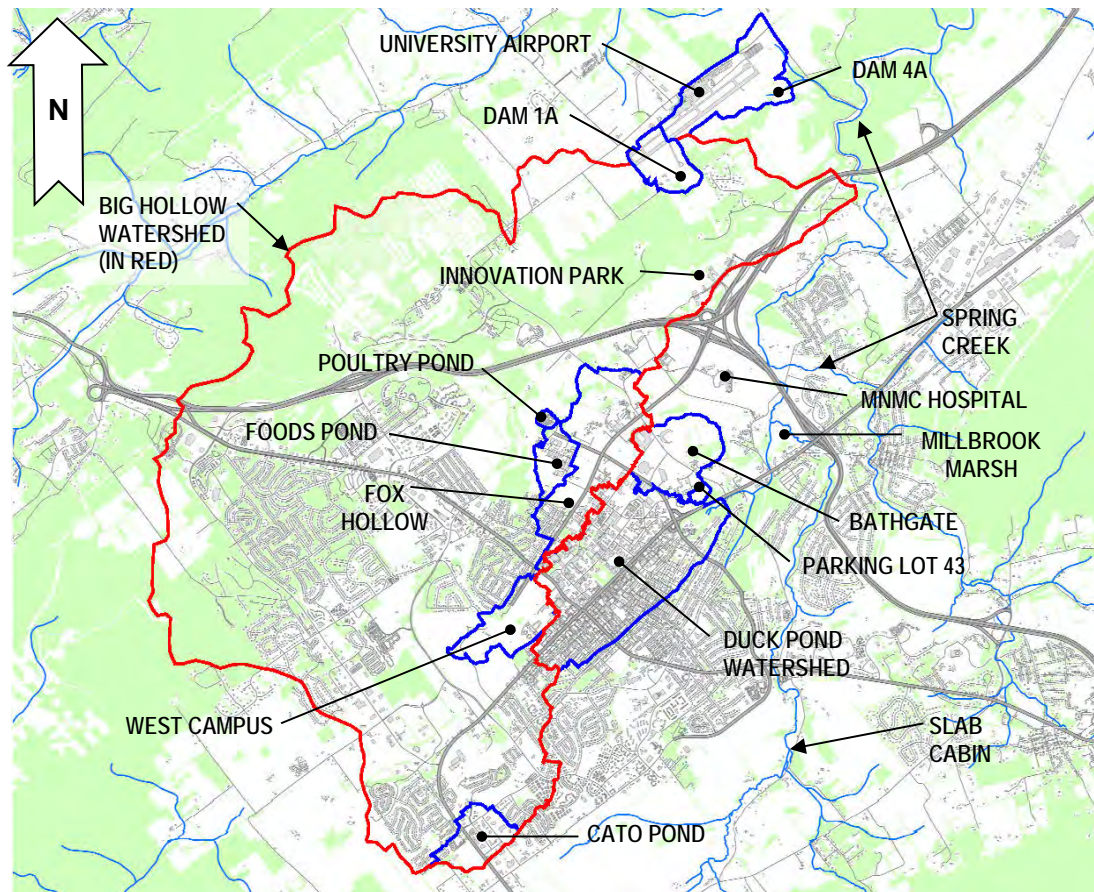 UNIVERSITY AIRPORT
DAM 4A
N
DAM 1A
BIG HOLLOW
WATERSHED
(IN RED)
INNOVATION PARK
SPRING
CREEK
POULTRY POND
MNMC HOSPITAL
FOODS POND
MILLBROOK
MARSH
FOX
HOLLOW
BATHGATE
PARKING LOT 43
DUCK POND
WATERSHED
WEST CAMPUS
SLAB
CABIN
CATO POND